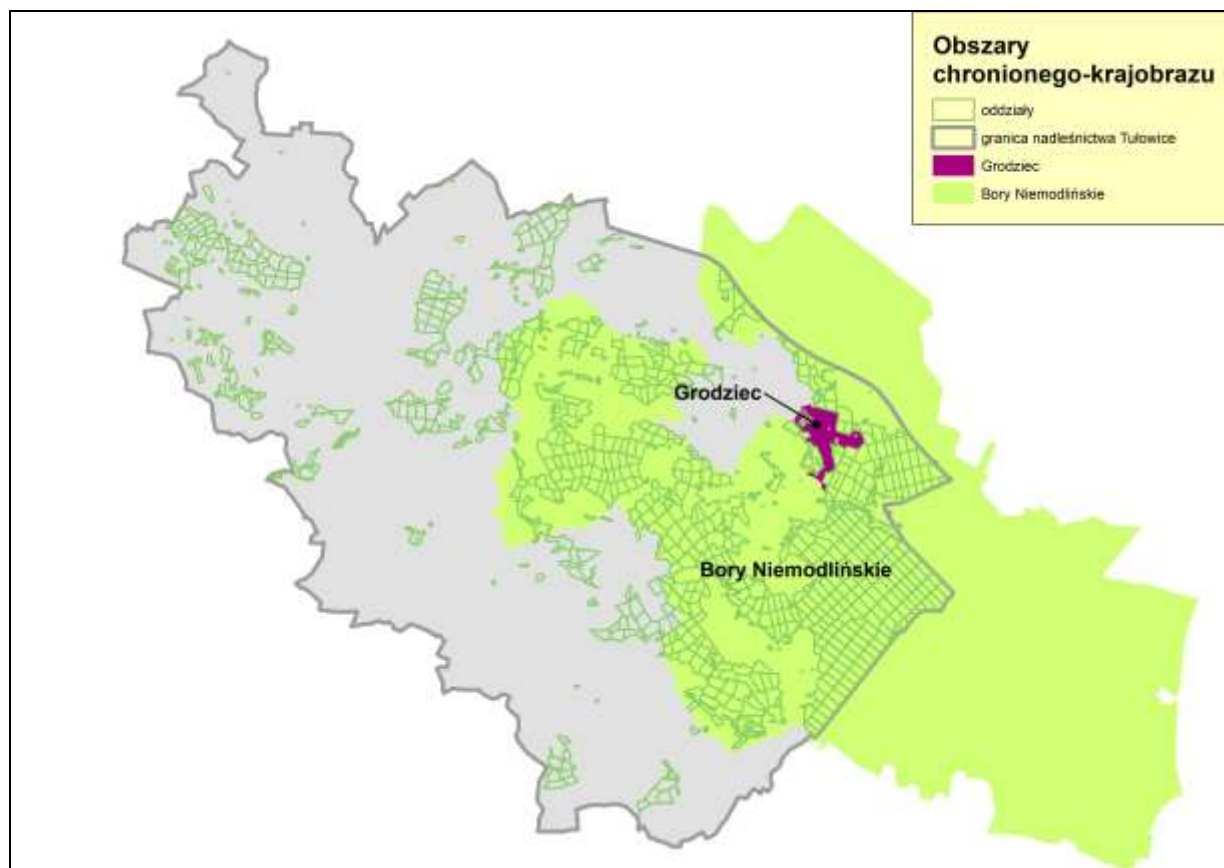 Obszary
chronionego-krajobrazu
oddziały
granica nadleśnictwa Tułowice
Grodziec
Bory Niemodlińskie
Grodziec
Bory Niemodlińskie